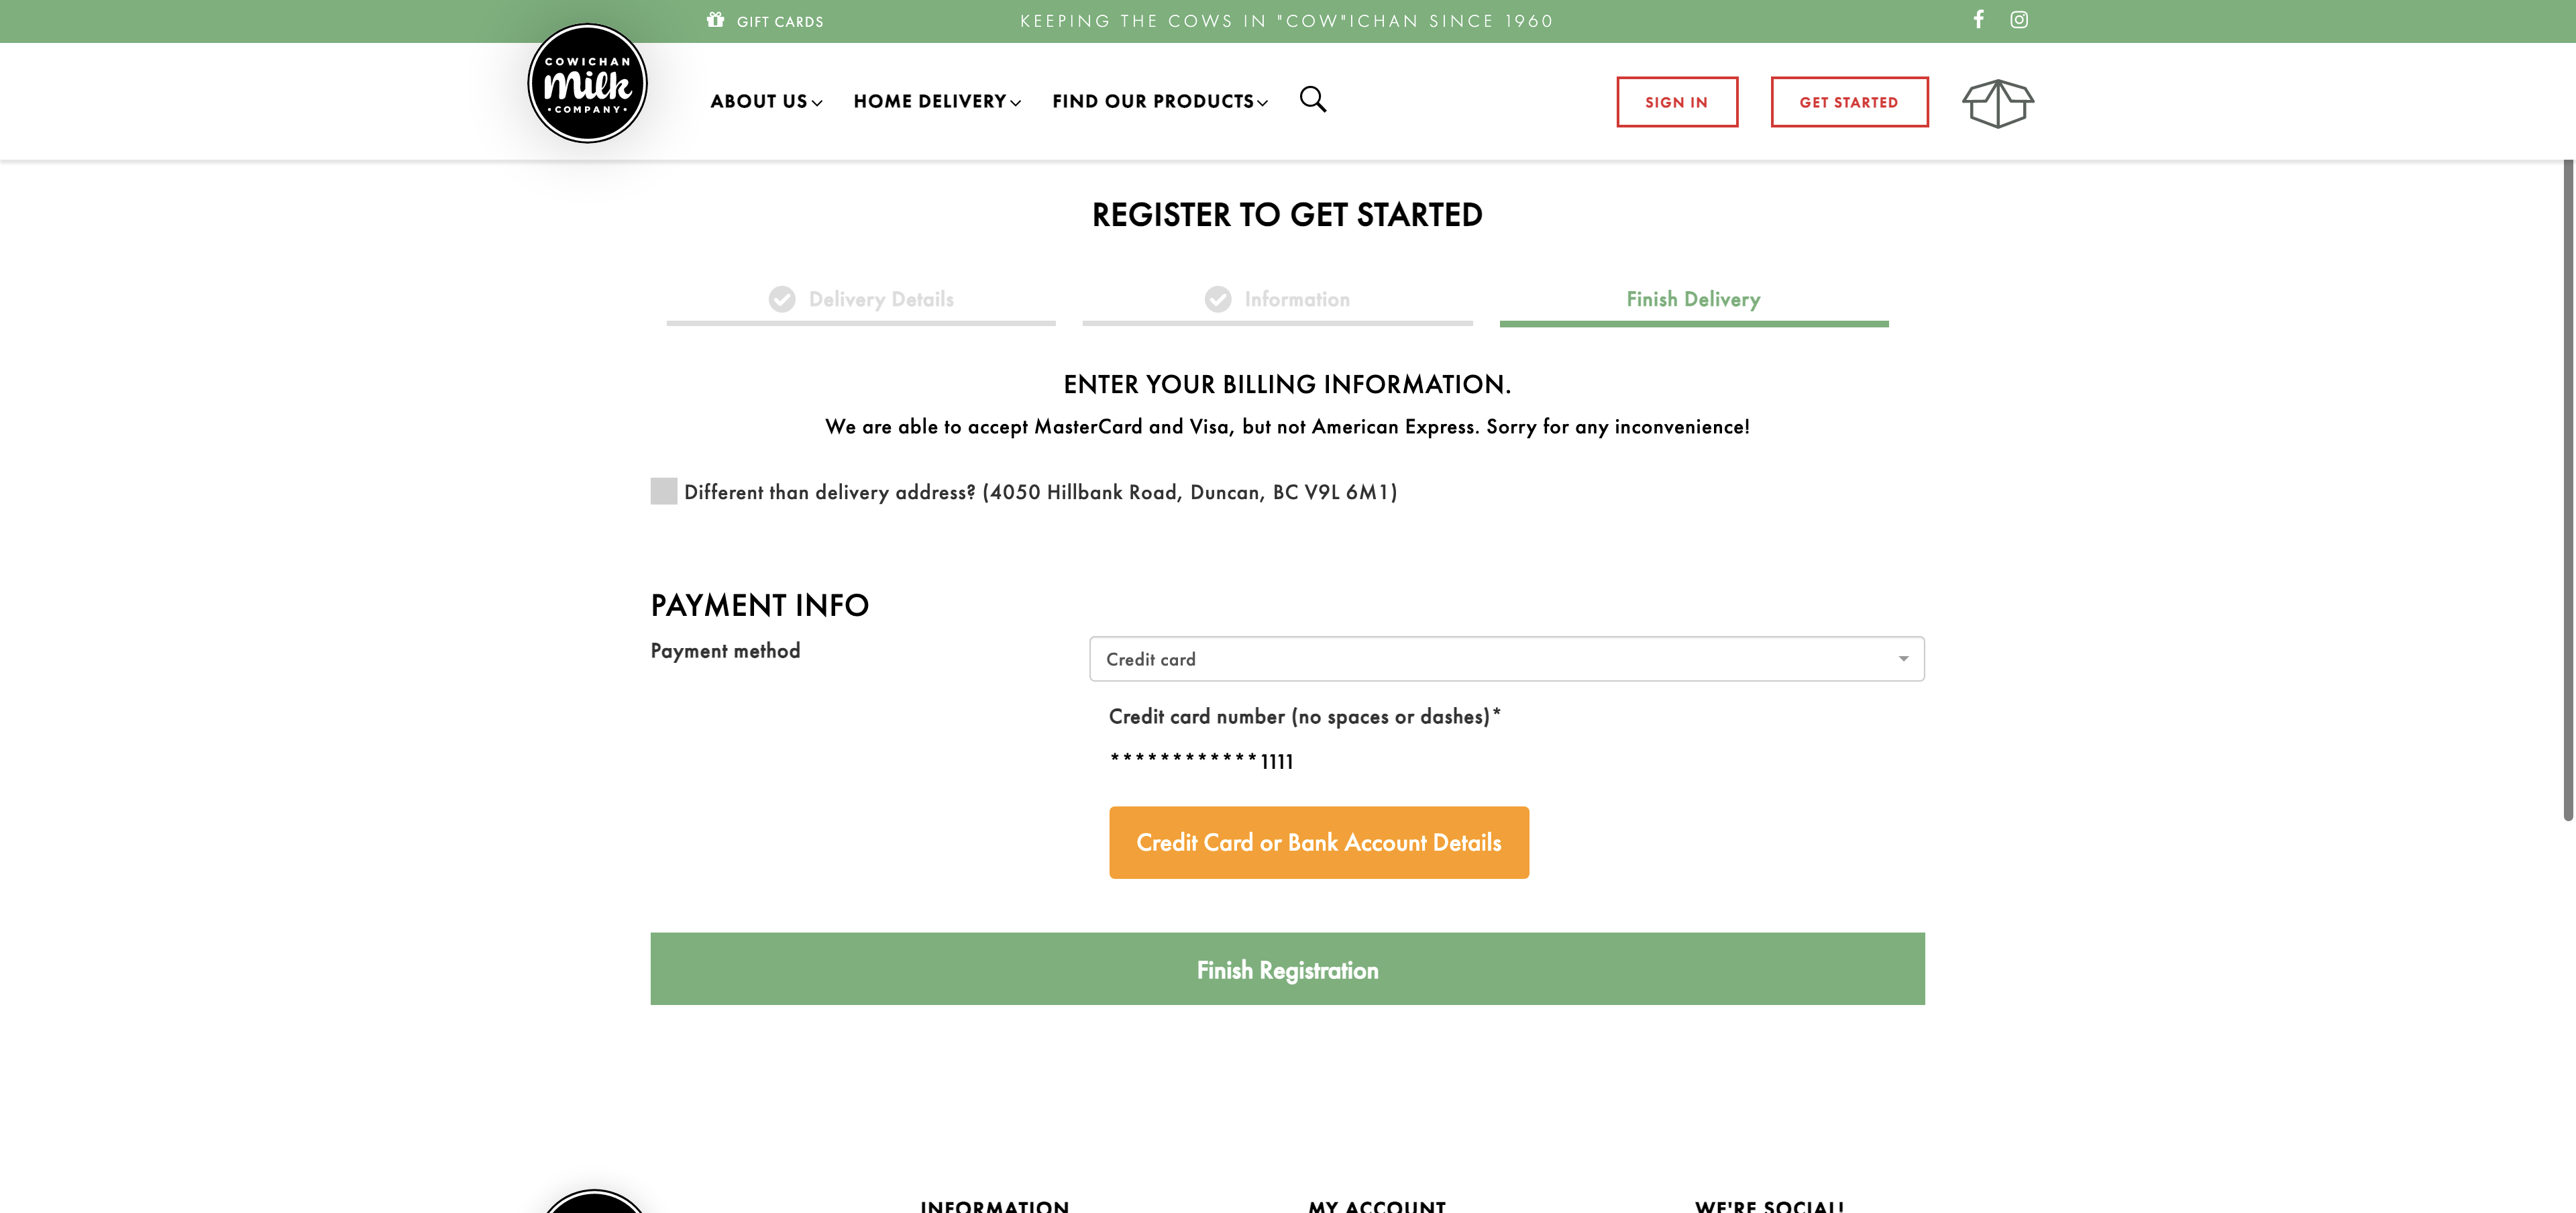 GIFT CARDS
KEEPING THE COWS IN "COW"ICHAN SINCE 1960
COWICHAN
milk
COMPANY
ABOUT US
HOME DELIVERY
FIND OUR PRODUCTS
SIGN IN
GET STARTED
REGISTER TO GET STARTED
Delivery Details
Information
Finish Delivery
ENTER YOUR BILLING INFORMATION.
We are able to accept MasterCard and Visa, but not American Express. Sorry for any inconvenience!
Different than delivery address? (4050 Hillbank Road, Duncan, BC V9L 6M1)
PAYMENT INFO
Payment method
Credit card
Credit card number (no spaces or dashes)*
************1111
Credit Card or Bank Account Details
Finish Registration
INFORMATION
MY ACCOUNT
WE'RE SOCIAL!